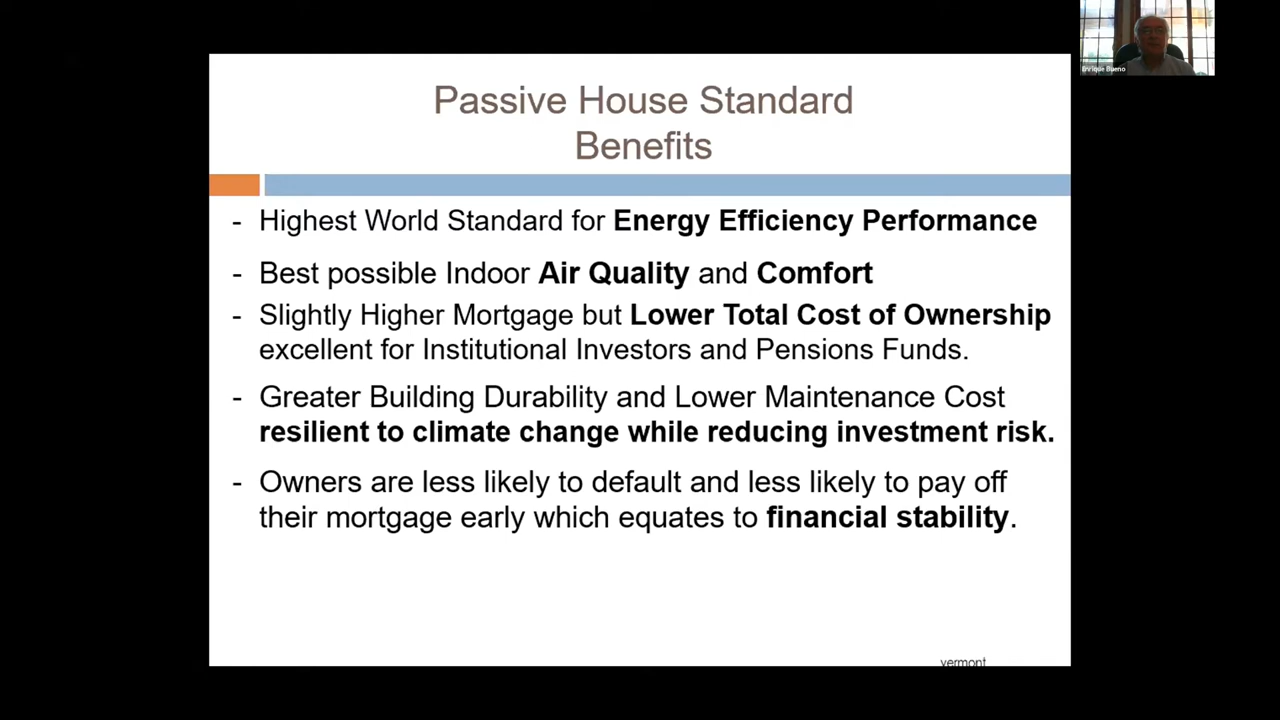 Enrique Bueno
Passive House Standard
Benefits
- Highest World Standard for Energy Efficiency Performance
- Best possible Indoor Air Quality and Comfort
- Slightly Higher Mortgage but Lower Total Cost of Ownership
excellent for Institutional Investors and Pensions Funds.
- Greater Building Durability and Lower Maintenance Cost
resilient to climate change while reducing investment risk.
- Owners are less likely to default and less likely to pay off
their mortgage early which equates to financial stability.
vermont